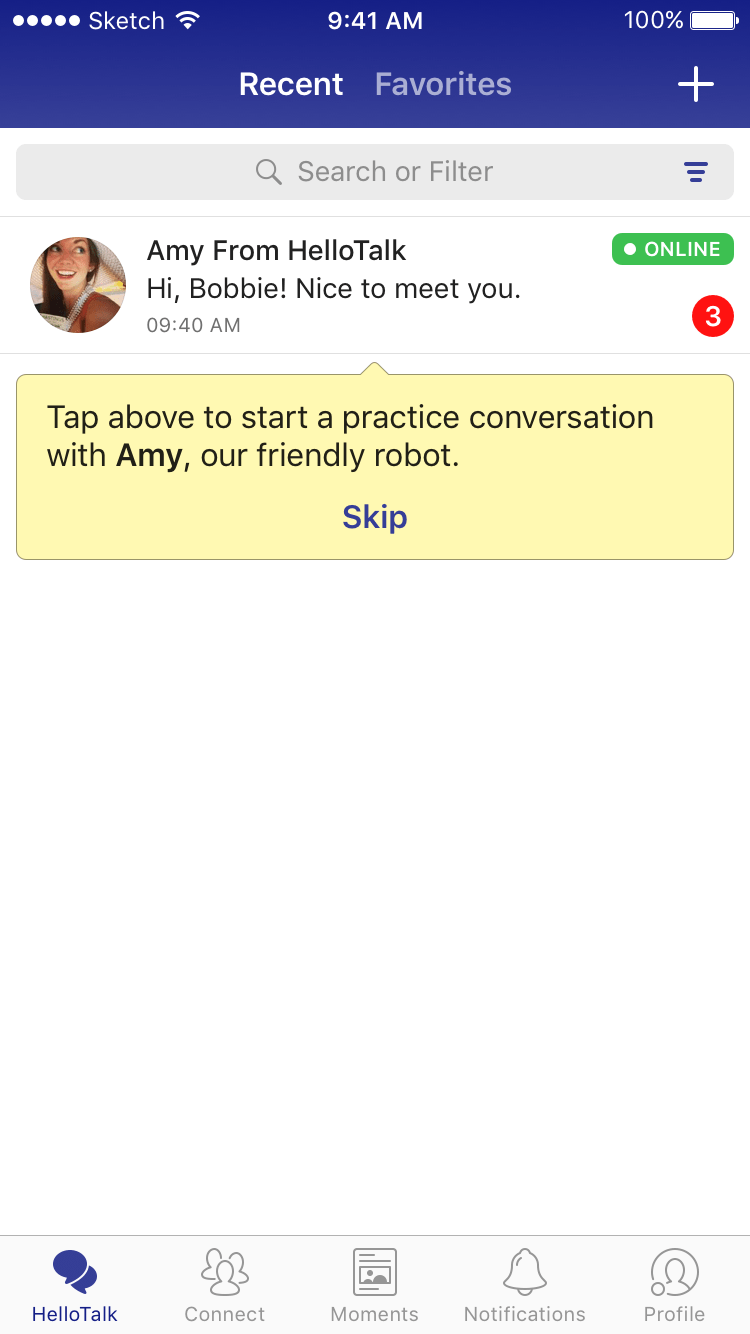 Sketch 9:41 AM 100%
Recent Favorites
Search or Filter
Amy From HelloTalk ONLINE
Hi, Bobbie! Nice to meet you.
09:40 AM 3
Tap above to start a practice conversation
with Amy, our friendly robot.
Skip
HelloTalk Connect Moments Notifications Profile